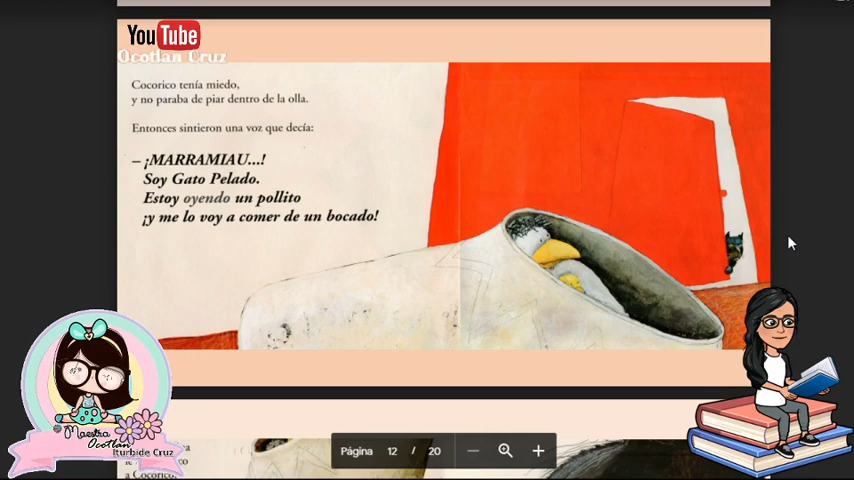 YouTube
Ocotlan Cruz
Cocorico tenía miedo,
y no paraba de piar dentro de la olla.
Entonces sintieron una voz que decía:
– ¡MARRAMIAU...!
Soy Gato Pelado.
Estoy oyendo un pollito
¡y me lo voy a comer de un bocado!
Maestra
Ocotlan
Iturbide Cruz
a Cocorico,
Página 12 / 20